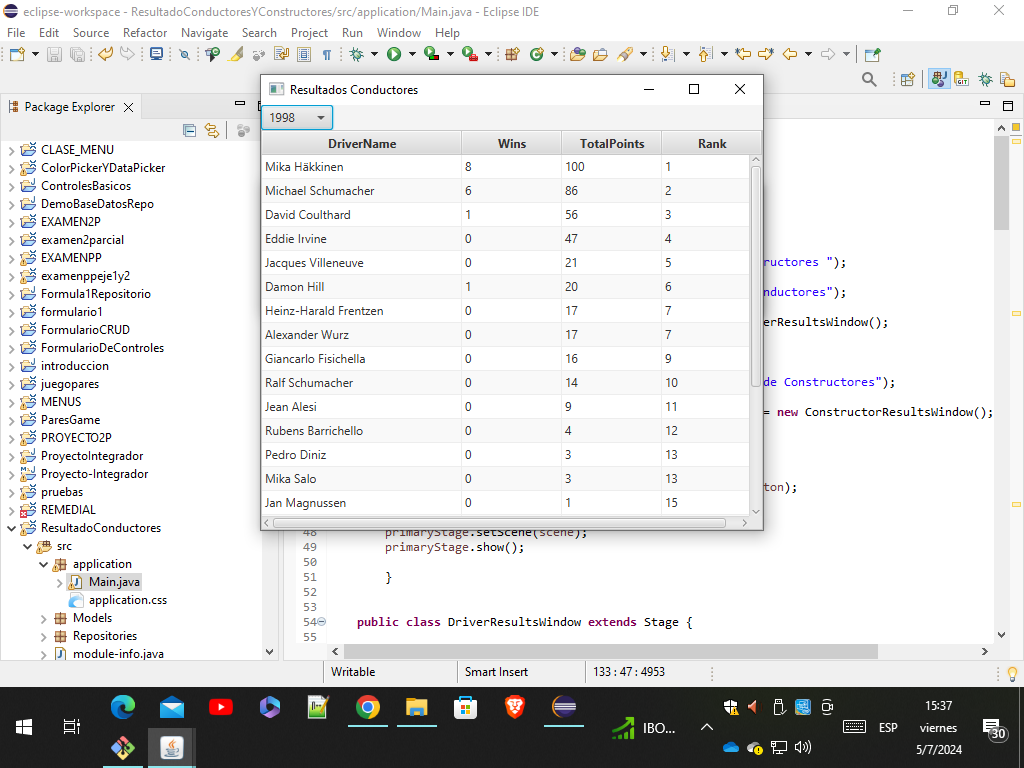 eclipse-workspace - ResultadoConductoresYConstructores/src/application/Main.java - Eclipse IDE
File Edit Source Refactor Navigate Search Project Run Window Help
Package Explorer
CLASE_MENU
ColorPickerYDataPicker
ControlesBasicos
DemoBaseDatosRepo
EXAMEN2P
examen2parcial
EXAMENPP
examenppeje1y2
Formula1Repositorio
formulario1
FormularioCRUD
FormularioDeControles
introduccion
juegopares
MENUS
ParesGame
PROYECTO2P
ProyectoIntegrador
Proyecto-Integrador
pruebas
REMEDIAL
ResultadoConductores
src
application
Main.java
application.css
Models
Repositories
module-info.java
Resultados Conductores
1998
DriverName Wins TotalPoints Rank
Mika Häkkinen 8 100 1
Michael Schumacher 6 86 2
David Coulthard 1 56 3
Eddie Irvine 0 47 4
Jacques Villeneuve 0 21 5
Damon Hill 1 20 6
Heinz-Harald Frentzen 0 17 7
Alexander Wurz 0 17 7
Giancarlo Fisichella 0 16 9
Ralf Schumacher 0 14 10
Jean Alesi 0 9 11
Rubens Barrichello 0 4 12
Pedro Diniz 0 3 13
Mika Salo 0 3 13
Jan Magnussen 0 1 15
ructores ");
nductores");
erResultsWindow();
de Constructores");
= new ConstructorResultsWindow();
ton);
48 primaryStage.setScene(scene);
49 primaryStage.show();
50
51 }
52
53
54 public class DriverResultsWindow extends Stage {
55
Writable Smart Insert 133 : 47 : 4953
IBO...
ESP
15:37
viernes
5/7/2024
30